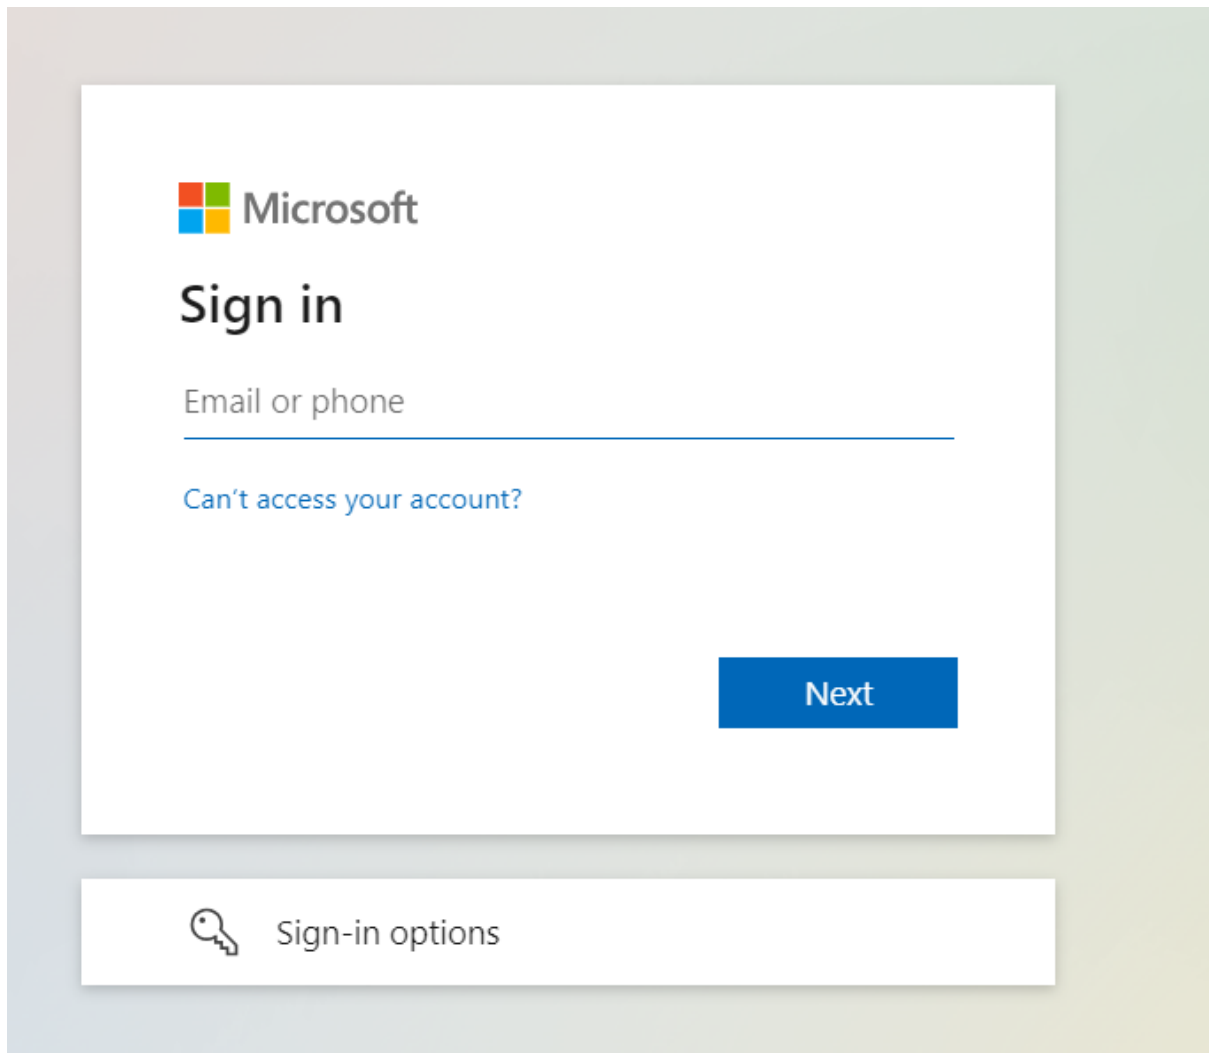 Microsoft
Sign in
Email or phone
Can't access your account?
Next
Sign-in options